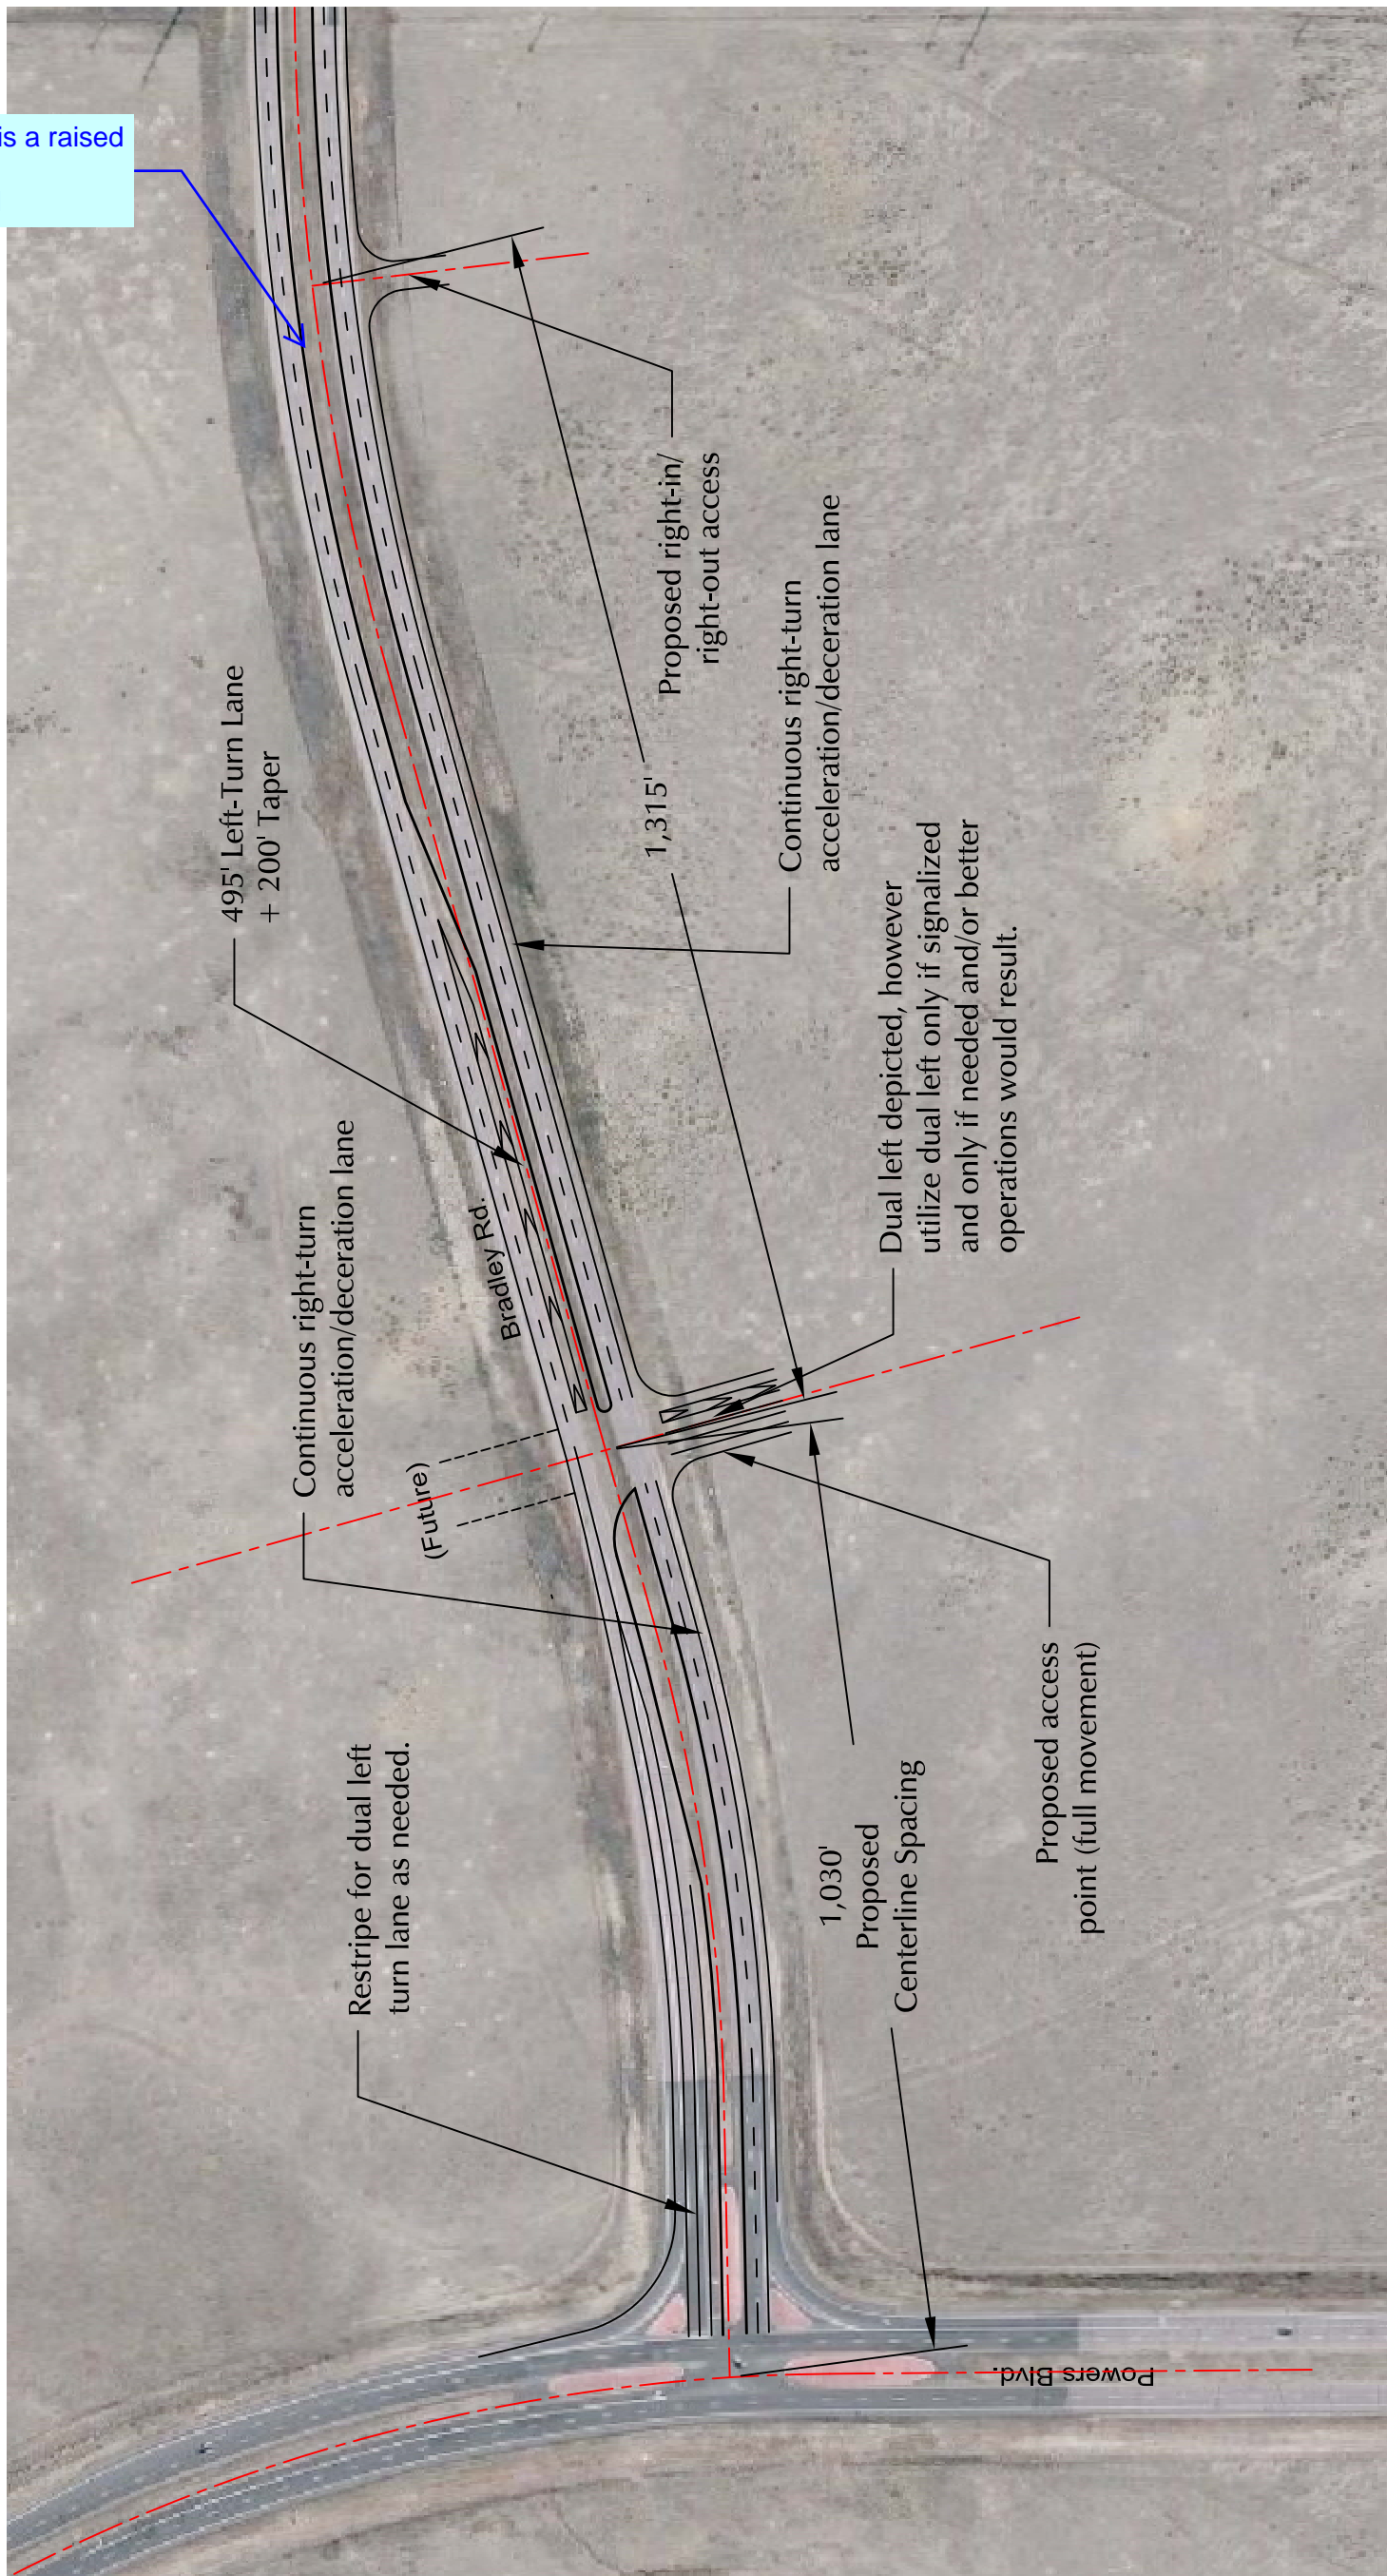 is a raised
495' Left-Turn Lane
+ 200' Taper
Proposed right-in/
right-out access
Continuous right-turn
acceleration/deceration lane
1,315'
Dual left depicted, however
utilize dual left only if signalized
and only if needed and/or better
operations would result.
Continuous right-turn
acceleration/deceration lane
Bradley Rd.
(Future)
Restripe for dual left
turn lane as needed.
1,030'
Proposed
Centerline Spacing
Proposed access
point (full movement)
Powers Blvd.